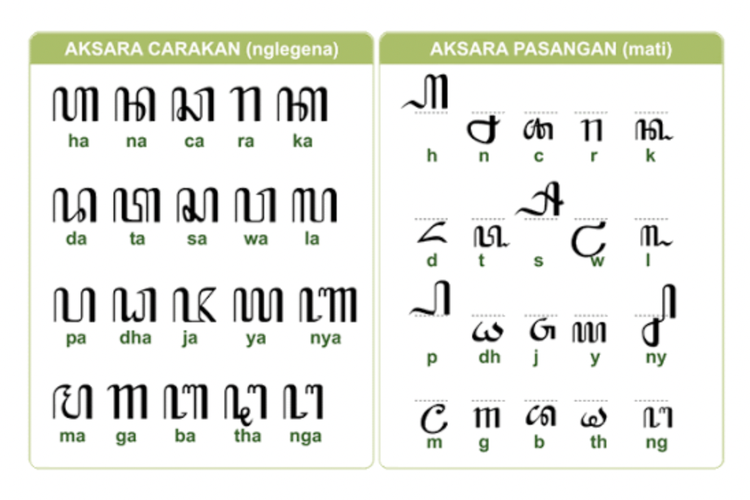 AKSARA CARAKAN (nglegena)
ꦲ ꦤ ꦕ ꦫ ꦏ
ha na ca ra ka
ꦢ ꦠ ꦱ ꦮ ꦭ
da ta sa wa la
ꦥ ꦝ ꦗ ꦪ ꦚ
pa dha ja ya nya
ꦩ ꦒ ꦧ ꦛ ꦔ
ma ga ba tha nga
AKSARA PASANGAN (mati)
꧀ꦲ ꧀ꦤ ꧀ꦕ ꧀ꦫ ꧀ꦏ
h n c r k
꧀ꦢ ꧀ꦠ ꧀ꦱ ꧀ꦮ ꧀ꦭ
d t s w l
꧀ꦥ ꧀ꦝ ꧀ꦗ ꧀ꦪ ꧀ꦚ
p dh j y ny
꧀ꦩ ꧀ꦒ ꧀ꦧ ꧀ꦛ ꧀ꦔ
m g b th ng